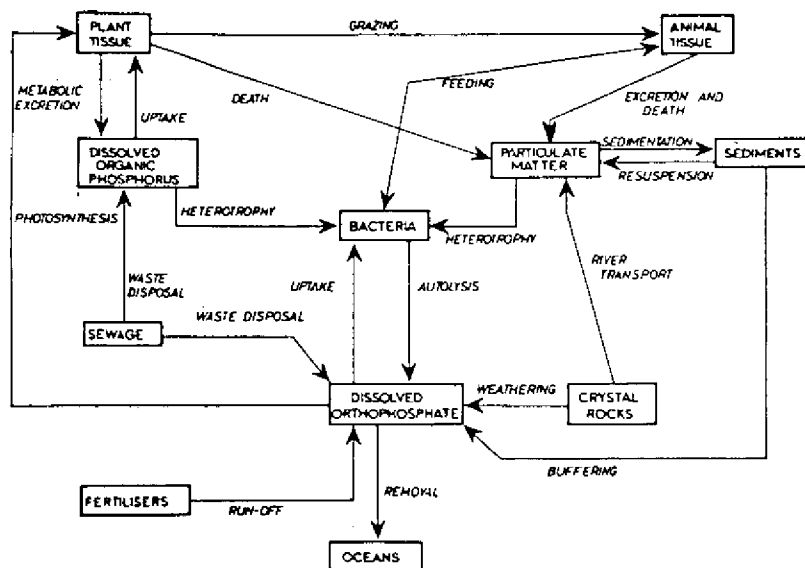 PLANT
TISSUE
GRAZING
ANIMAL
TISSUE
METABOLIC
EXCRETION
UPTAKE
DEATH
FEEDING
EXCRETION AND
DEATH
DISSOLVED
ORGANIC
PHOSPHORUS
PARTICULATE
MATTER
SEDIMENTATION
SEDIMENTS
RESUSPENSION
PHOTOSYNTHESIS
HETEROTROPHY
BACTERIA
HETEROTROPHY
RIVER
TRANSPORT
WASTE
DISPOSAL
UPTAKE
AUTOLYSIS
SEWAGE
WASTE DISPOSAL
DISSOLVED
ORTHOPHOSPHATE
WEATHERING
CRYSTAL
ROCKS
BUFFERING
FERTILISERS
RUN-OFF
REMOVAL
OCEANS